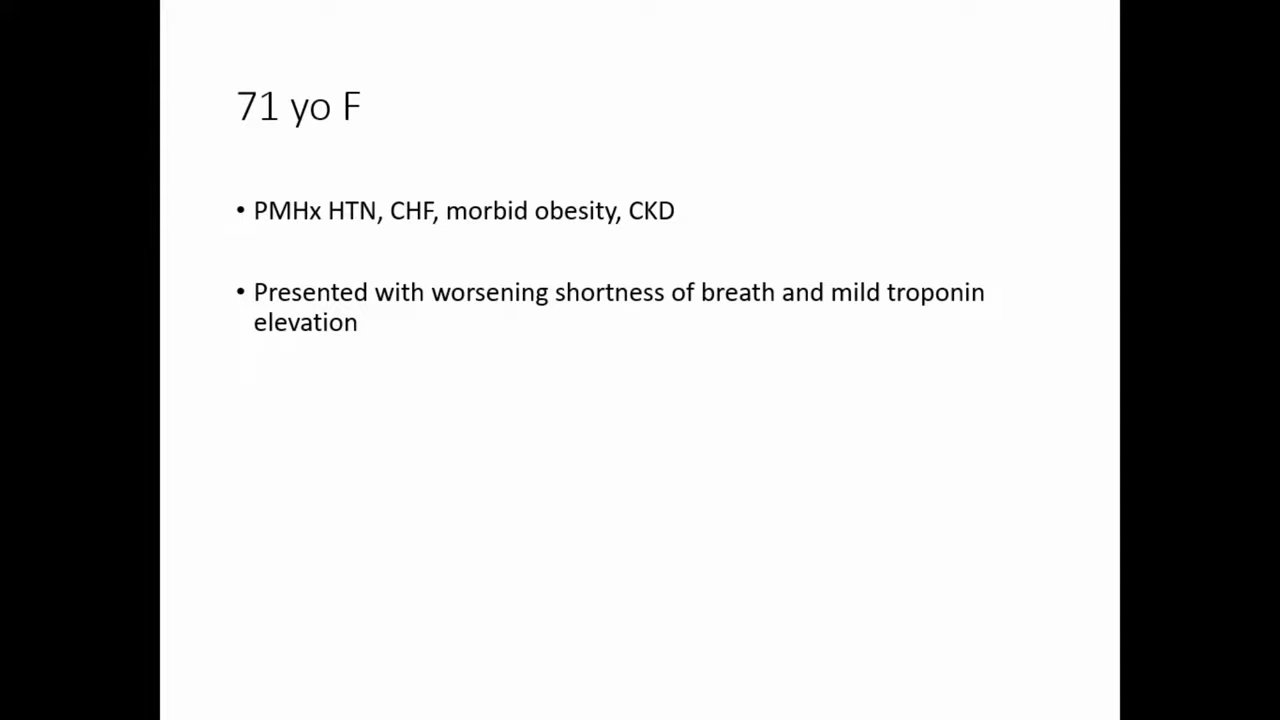 71 yo F
• PMHx HTN, CHF, morbid obesity, CKD
• Presented with worsening shortness of breath and mild troponin
elevation